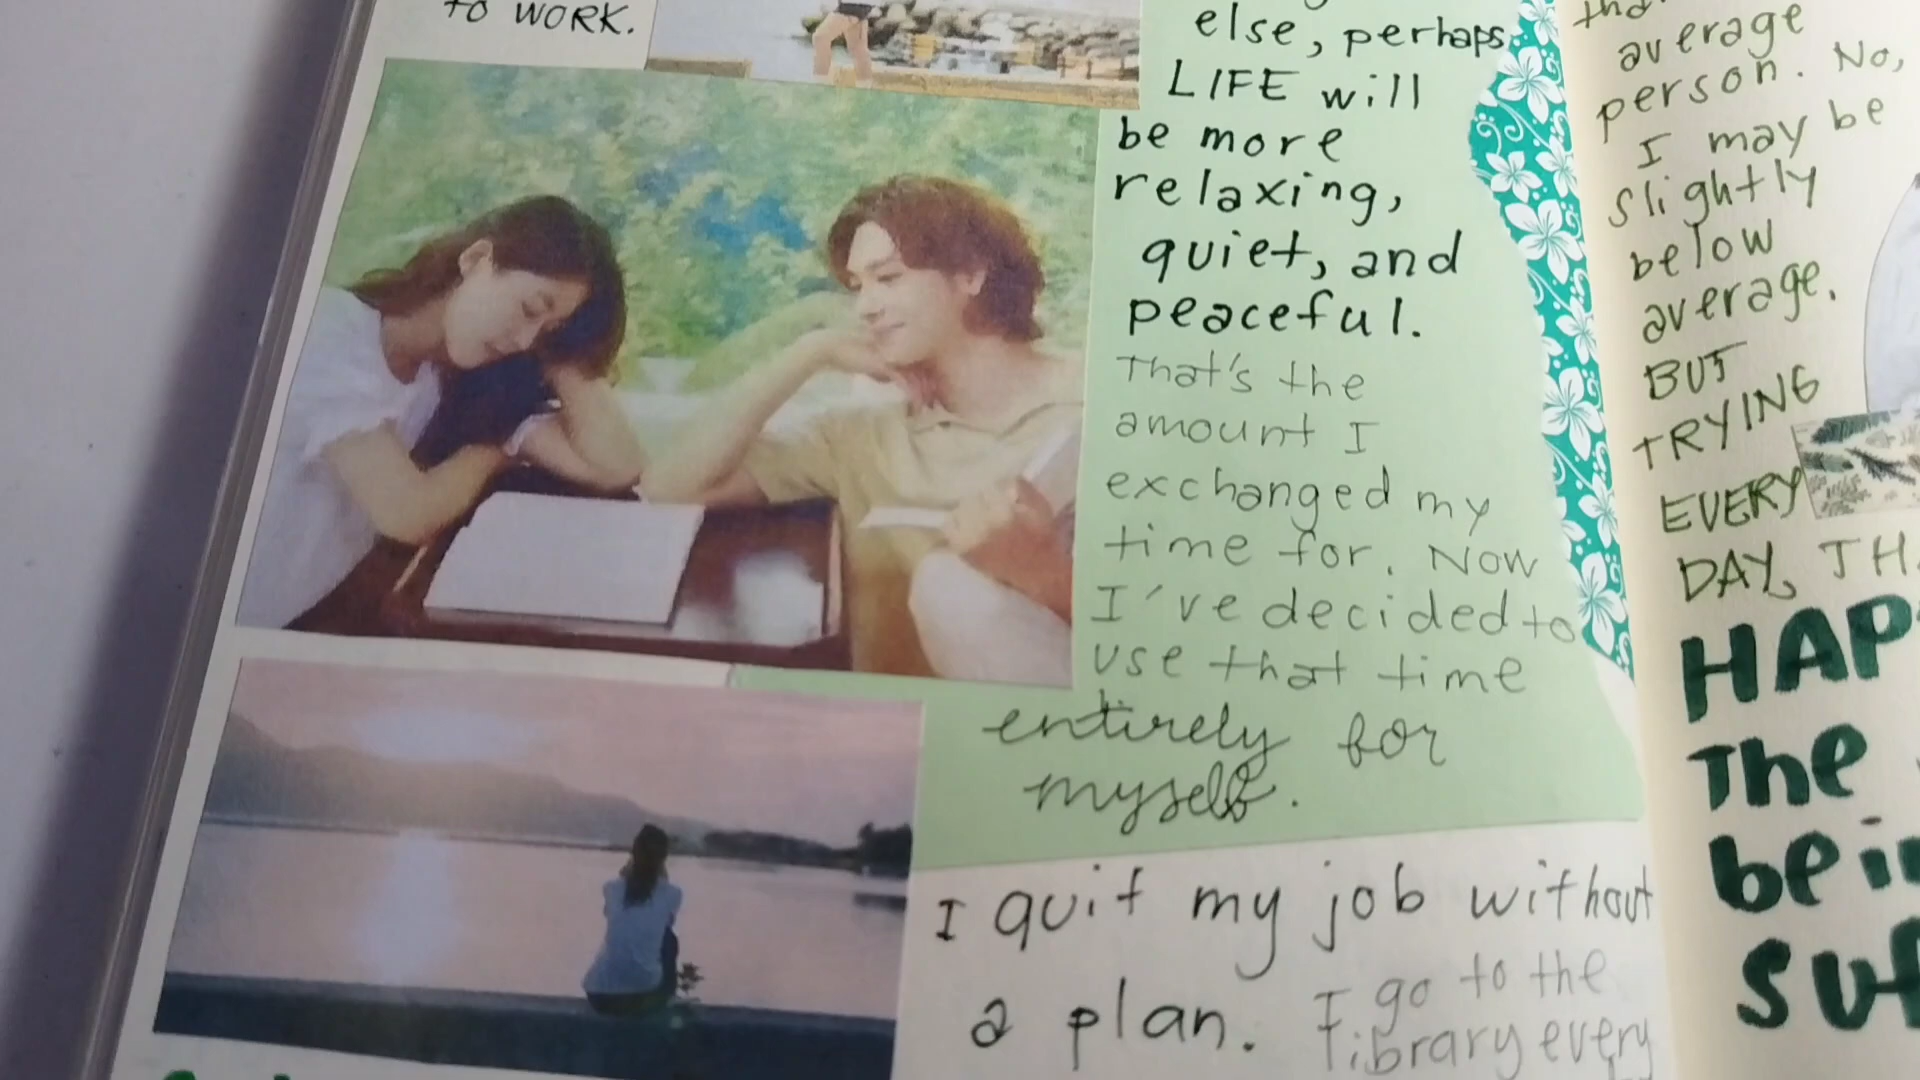 TO WORK.
else, perhaps
LIFE will
be more
relaxing,
quiet, and
peaceful.
That's the
amount I
exchanged my
time for. Now
I've decided to
use that time
entirely for
myself.
I quit my job without
a plan. I go to the
library every
average
person. No,
I may be
slightly
below
average.
BUT
TRYING
EVERY
DAY,
The